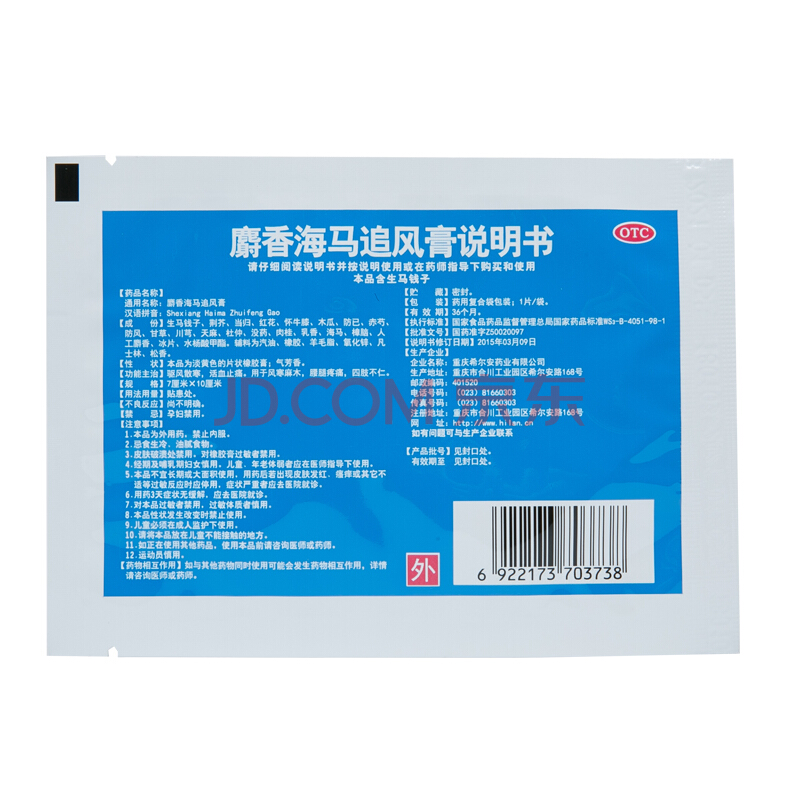 麝香海马追风膏说明书
OTC
请仔细阅读说明书并按说明使用或在药师指导下购买和使用
本品含生马钱子
【药品名称】
通用名称：麝香海马追风膏
汉语拼音：Shexiang Haima Zhuifeng Gao
【成　份】生马钱子、荆芥、当归、红花、怀牛膝、木瓜、防已、赤芍、
防风、甘草、川芎、天麻、杜仲、没药、肉桂、乳香、海马、樟脑、人
工麝香、冰片、水杨酸甲酯，辅料为汽油、橡胶、羊毛脂、氧化锌、凡
士林、松香。
【性　状】本品为淡黄色的片状橡胶膏；气芳香。
【功能主治】驱风散寒，活血止痛。用于风寒麻木，腰腿疼痛，四肢不仁。
【规　格】7厘米×10厘米
【用法用量】贴患处。
【不良反应】尚不明确。
【禁　忌】孕妇禁用。
【注意事项】
1.本品为外用药，禁止内服。
2.忌食生冷、油腻食物。
3.皮肤破溃处禁用，对橡胶膏过敏者禁用。
4.经期及哺乳期妇女慎用。儿童、年老体弱者应在医师指导下使用。
5.本品不宜长期或大面积使用，用药后若出现皮肤发红、瘙痒或其它不
适等过敏反应时应停用，症状严重者应去医院就诊。
6.用药3天症状无缓解，应去医院就诊。
7.对本品过敏者禁用，过敏体质者慎用。
8.本品性状发生改变时禁止使用。
9.儿童必须在成人监护下使用。
10.请将本品放在儿童不能接触的地方。
11.如正在使用其他药品，使用本品前请咨询医师或药师。
12.运动员慎用。
【药物相互作用】如与其他药物同时使用可能会发生药物相互作用，详情
请咨询医师或药师。
【贮　藏】密封。
【包　装】药用复合袋包装；1片/袋。
【有 效 期】36个月。
【执行标准】国家食品药品监督管理总局国家药品标准WS₃-B-4051-98-1
【批准文号】国药准字Z50020097
【说明书修订日期】2015年03月09日
【生产企业】
企业名称：重庆希尔安药业有限公司
生产地址：重庆市合川工业园区希尔安路168号
邮政编码：401520
电话号码：（023）81660303
传真号码：（023）81660303
注册地址：重庆市合川工业园区希尔安路168号
网　址：http://www.hilan.cn
如有问题可与生产企业联系
【产品批号】见封口处。
有效期至　见封口处。
外
6 922173 703738
JD.COM 京东